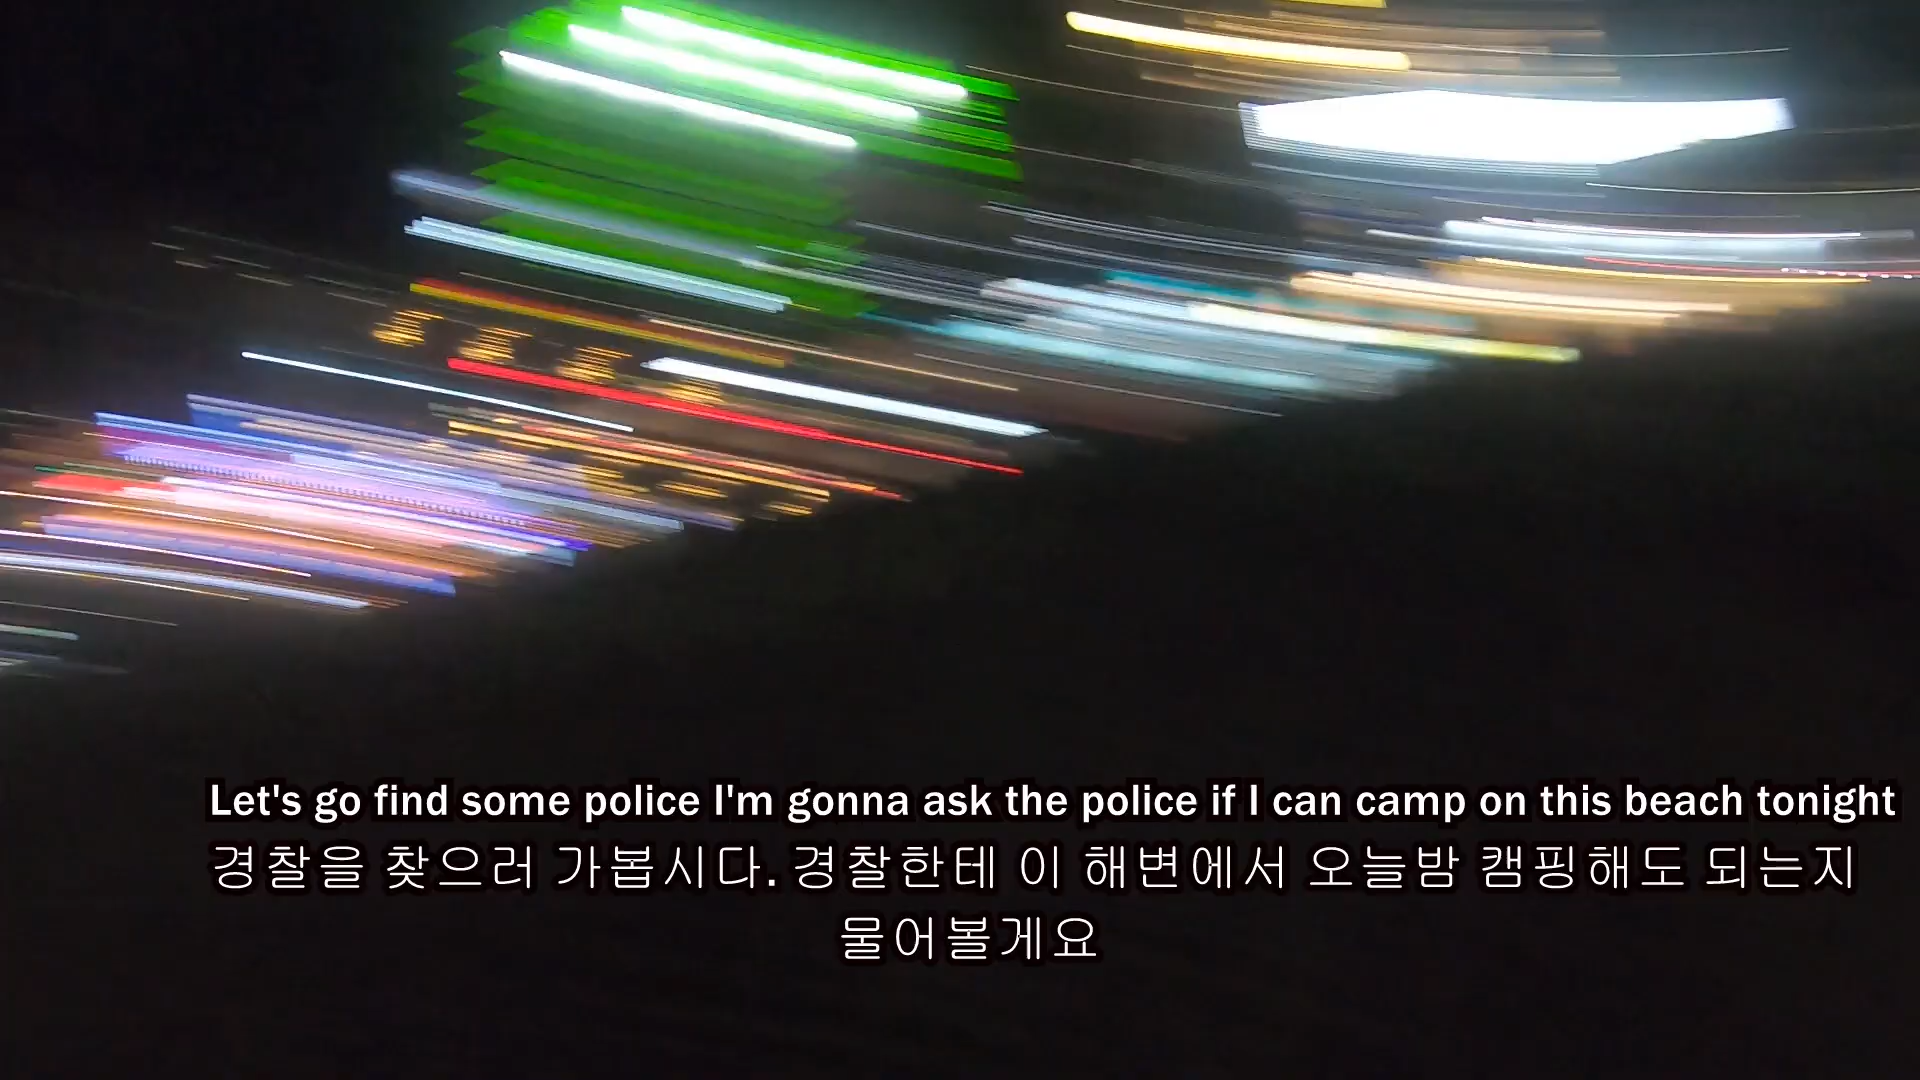 Let's go find some police I'm gonna ask the police if I can camp on this beach tonight
경찰을 찾으러 가봅시다. 경찰한테 이 해변에서 오늘밤 캠핑해도 되는지
물어볼게요